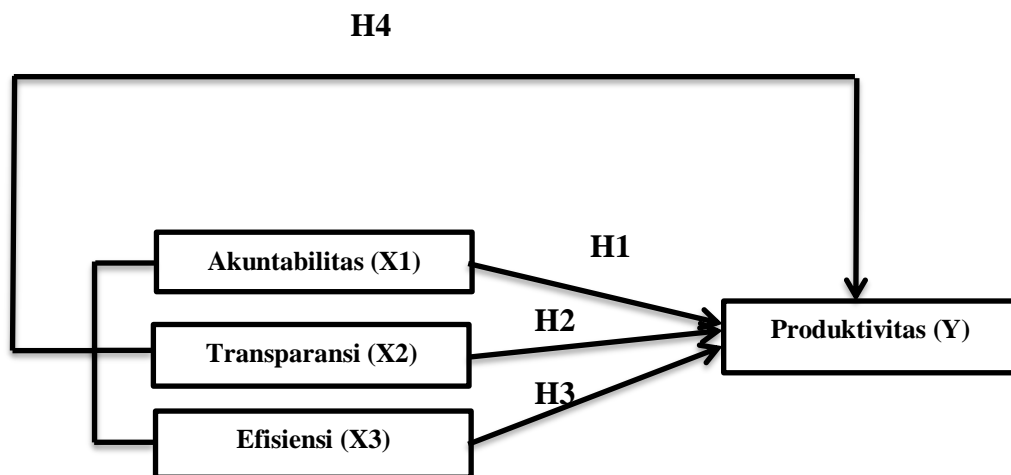 H4
Akuntabilitas (X1)
H1
Transparansi (X2)
H2
Produktivitas (Y)
H3
Efisiensi (X3)